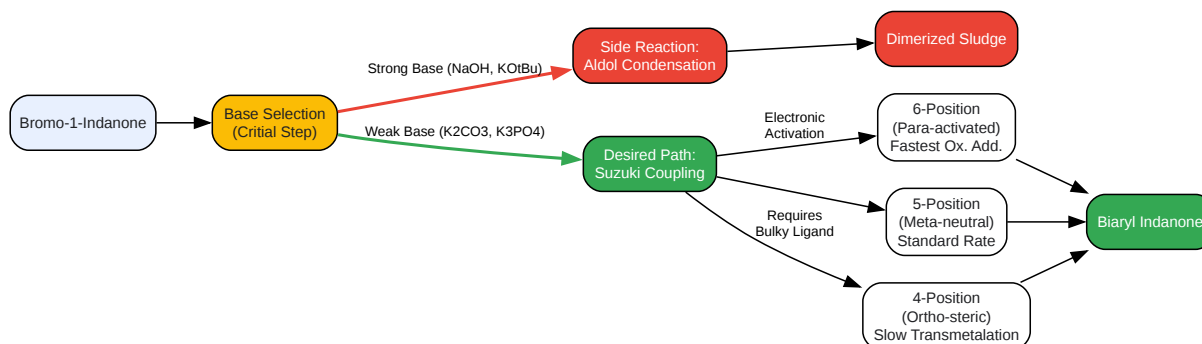 Bromo-1-Indanone
Base Selection
(Critial Step)
Strong Base (NaOH, KOtBu)
Weak Base (K2CO3, K3PO4)
Side Reaction:
Aldol Condensation
Dimerized Sludge
Desired Path:
Suzuki Coupling
Electronic
Activation
Requires
Bulky Ligand
6-Position
(Para-activated)
Fastest Ox. Add.
5-Position
(Meta-neutral)
Standard Rate
4-Position
(Ortho-steric)
Slow Transmetalation
Biaryl Indanone